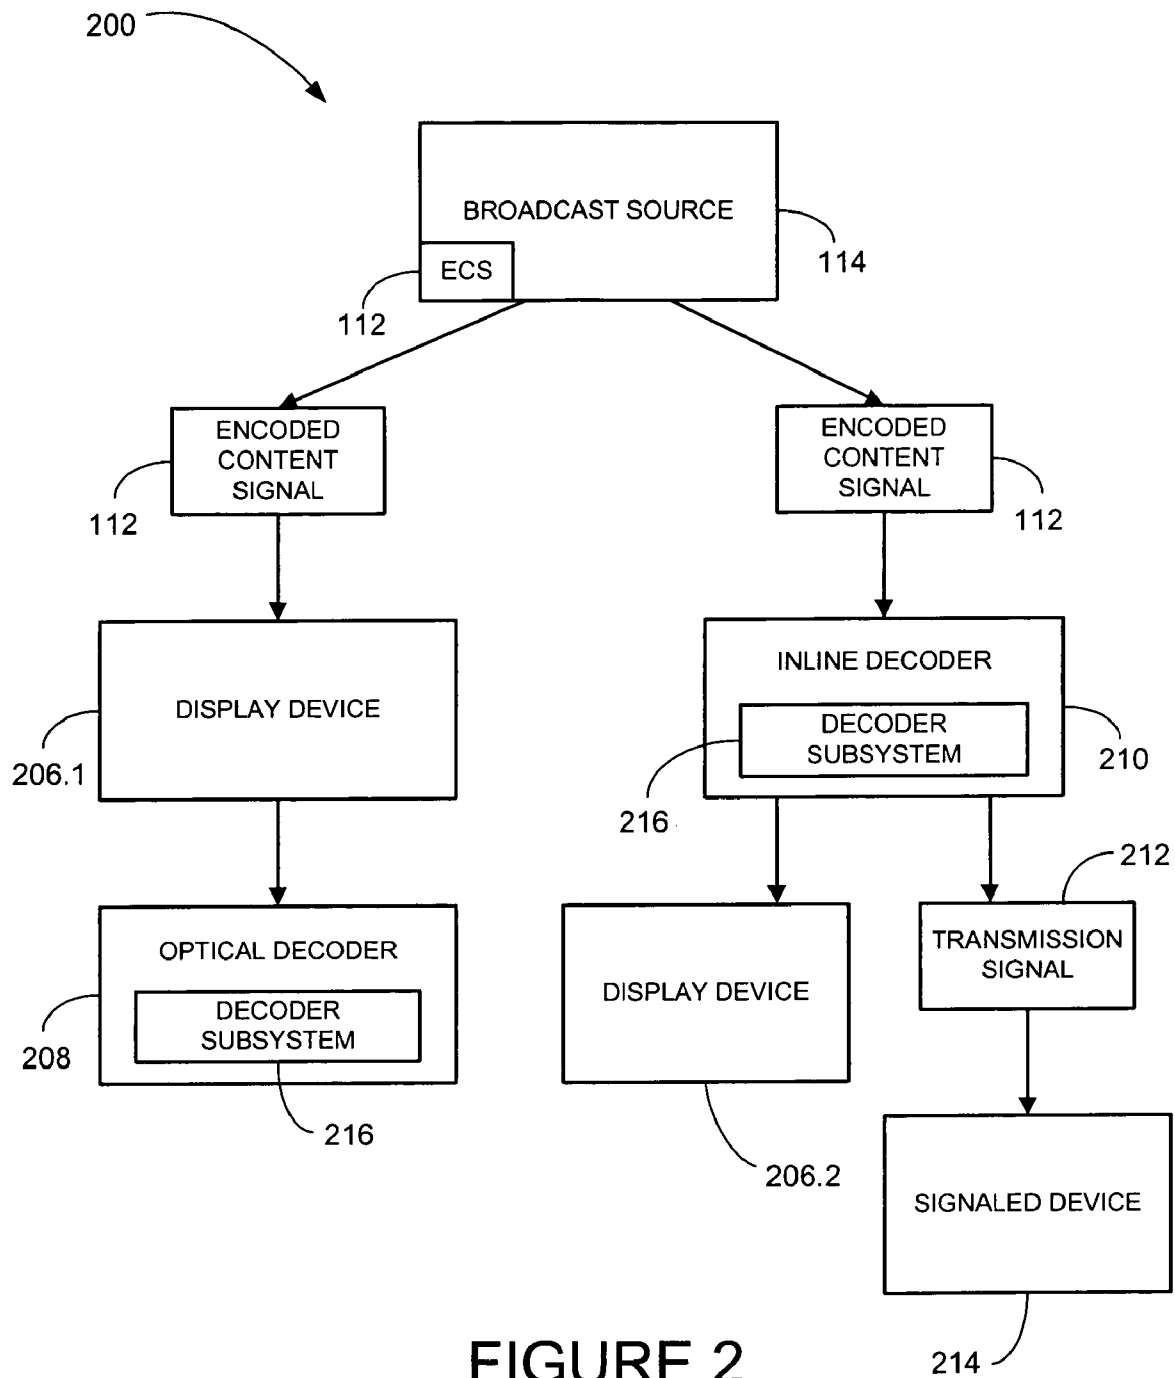 200
BROADCAST SOURCE
ECS
114
112
ENCODED
CONTENT
SIGNAL
112
ENCODED
CONTENT
SIGNAL
112
DISPLAY DEVICE
206.1
INLINE DECODER
DECODER
SUBSYSTEM
210
216
212
OPTICAL DECODER
DECODER
SUBSYSTEM
208
216
DISPLAY DEVICE
206.2
TRANSMISSION
SIGNAL
SIGNALED DEVICE
214
FIGURE 2